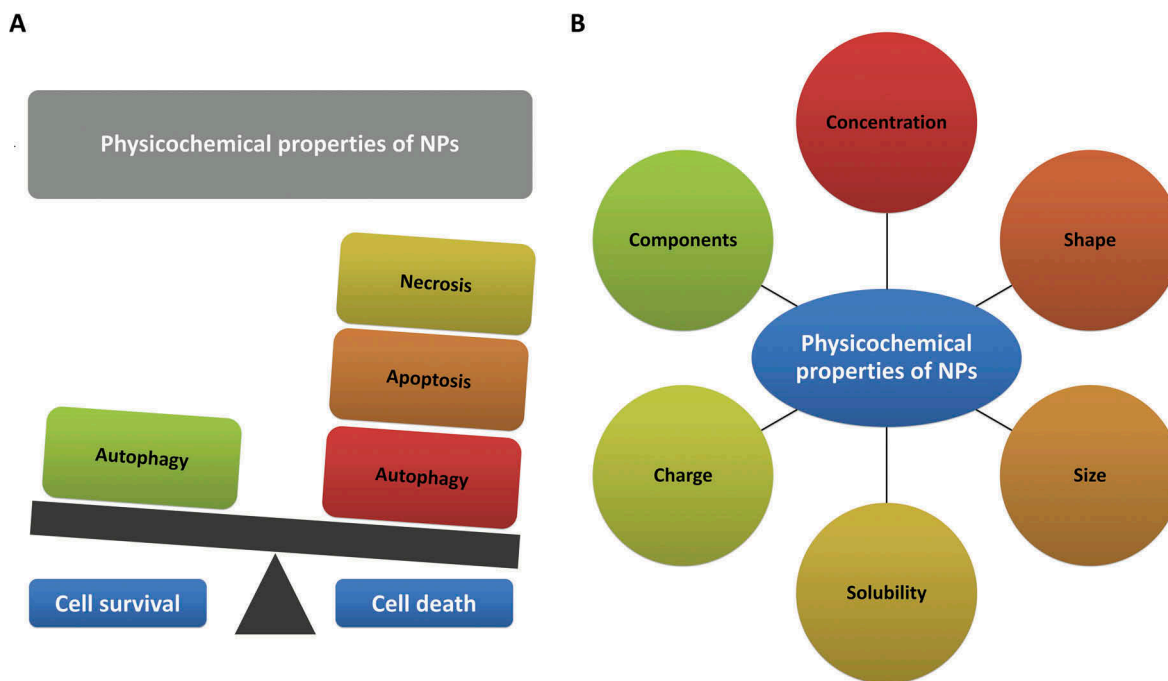 A
Physicochemical properties of NPs
Necrosis
Apoptosis
Autophagy
Autophagy
Cell survival
Cell death
B
Concentration
Components
Shape
Physicochemical
properties of NPs
Charge
Size
Solubility